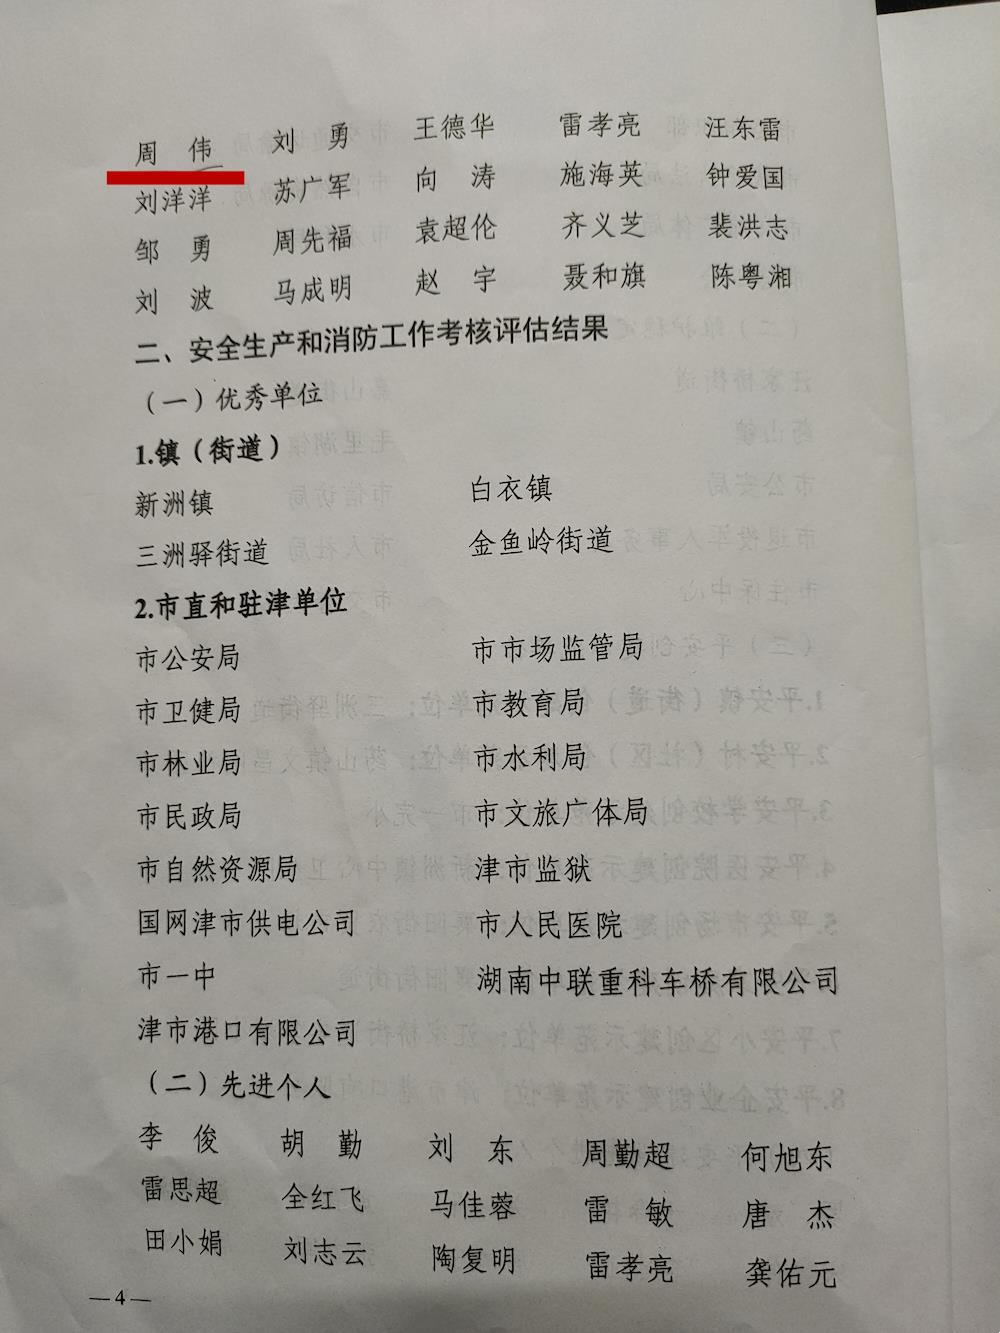 周　伟　刘　勇　王德华　雷孝亮　汪东雷
刘洋洋　苏广军　向　涛　施海英　钟爱国
邹　勇　周先福　袁超伦　齐义芝　裴洪志
刘　波　马成明　赵　宇　聂和旗　陈粤湘
二、安全生产和消防工作考核评估结果
（一）优秀单位
1.镇（街道）
新洲镇　白衣镇
三洲驿街道　金鱼岭街道
2.市直和驻津单位
市公安局　市市场监管局
市卫健局　市教育局
市林业局　市水利局
市民政局　市文旅广体局
市自然资源局　津市监狱
国网津市供电公司　市人民医院
市一中　湖南中联重科车桥有限公司
津市港口有限公司
（二）先进个人
李　俊　胡　勤　刘　东　周勤超　何旭东
雷思超　全红飞　马佳蓉　雷　敏　唐　杰
田小娟　刘志云　陶复明　雷孝亮　龚佑元
—4—